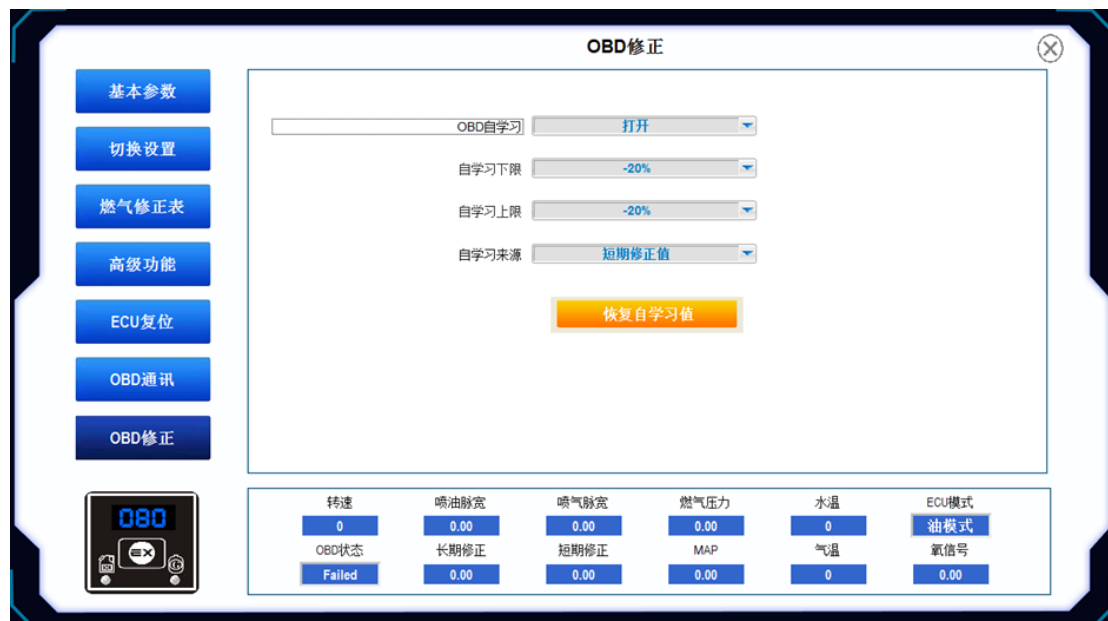 OBD修正
基本参数
切换设置
燃气修正表
高级功能
ECU复位
OBD通讯
OBD修正
OBD自学习 打开
自学习下限 -20%
自学习上限 -20%
自学习来源 短期修正值
恢复自学习值
080
EX
转速 喷油脉宽 喷气脉宽 燃气压力 水温 ECU模式
0 0.00 0.00 0.00 0 油模式
OBD状态 长期修正 短期修正 MAP 气温 氧信号
Failed 0.00 0.00 0.00 0 0.00